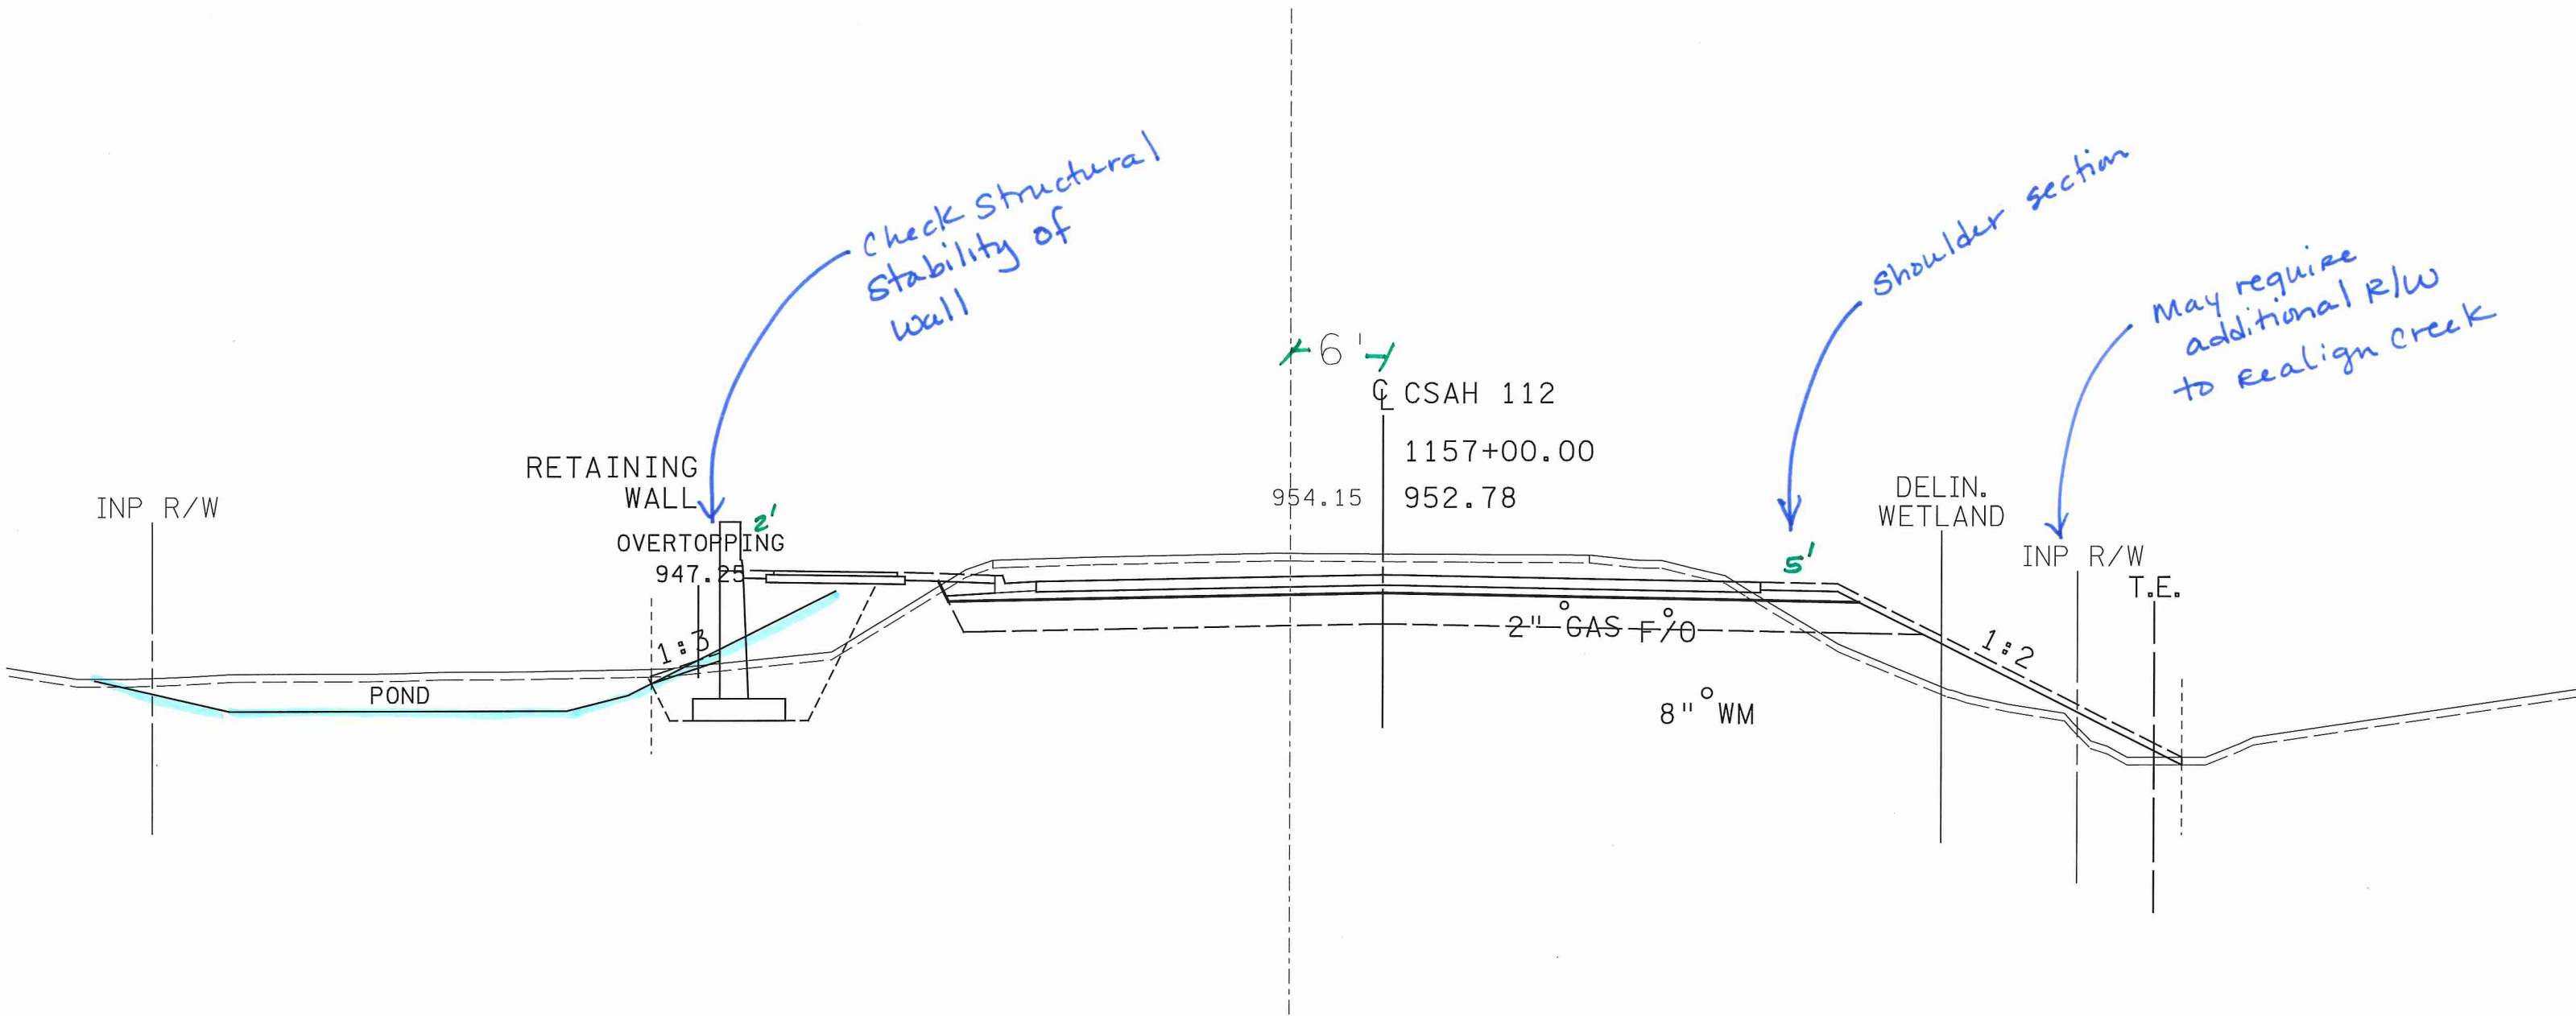 Check Structural
Stability of
wall
Shoulder section
May require
additional R/W
to Realign Creek
6'
℄ CSAH 112
1157+00.00
954.15 952.78
RETAINING
WALL
2'
OVERTOPPING
947.25
INP R/W
DELIN.
WETLAND
INP R/W
T.E.
5'
1:3
POND
2" GAS F/O
8" WM
1:2